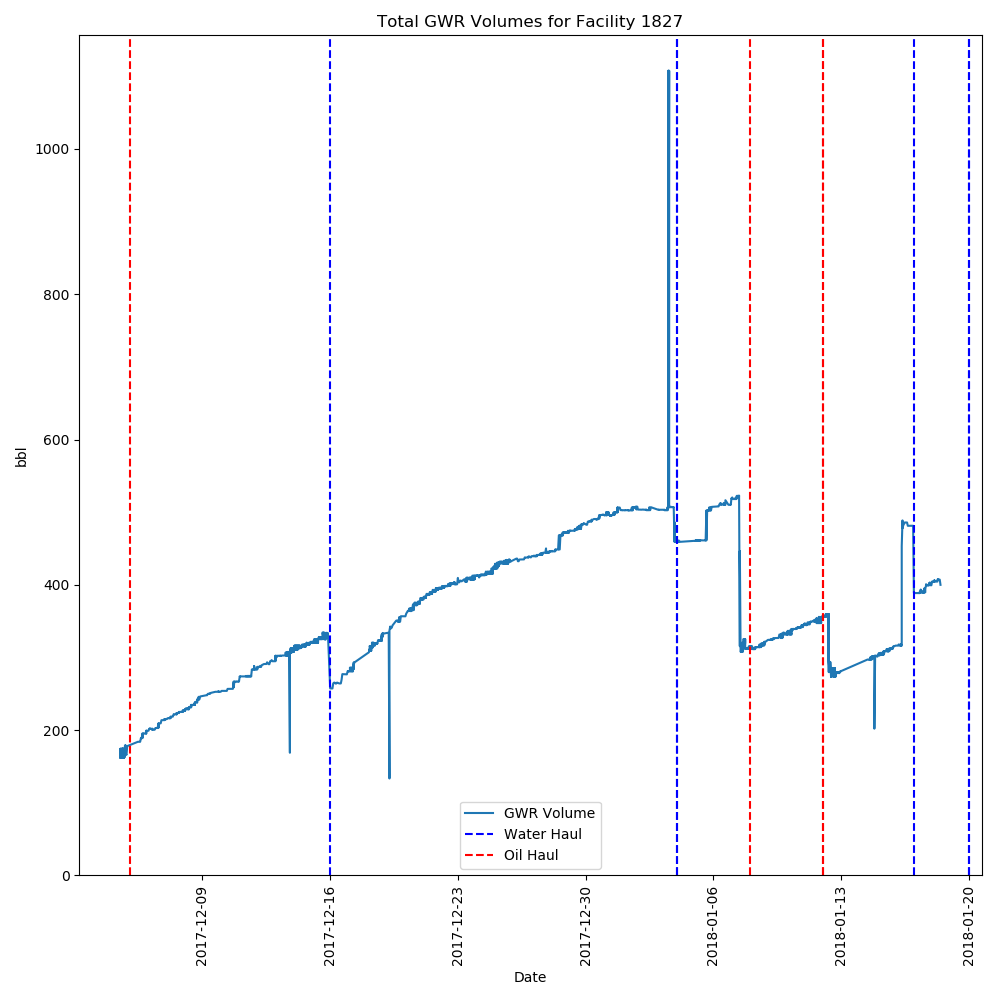 Total GWR Volumes for Facility 1827
bbl
1000
800
600
400
200
0
GWR Volume
Water Haul
Oil Haul
2017-12-09
2017-12-16
2017-12-23
2017-12-30
2018-01-06
2018-01-13
2018-01-20
Date